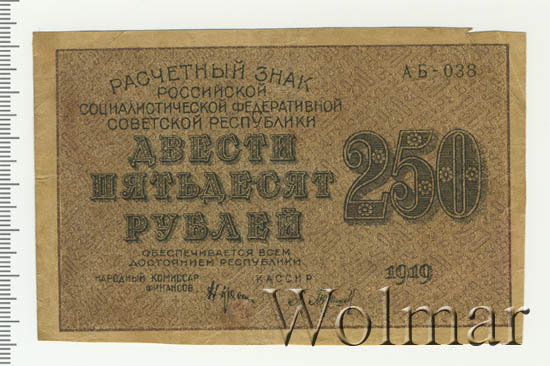 РАСЧЕТНЫЙ ЗНАК
РОССИЙСКОЙ
СОЦИАЛИСТИЧЕСКОЙ ФЕДЕРАТИВНОЙ
СОВЕТСКОЙ РЕСПУБЛИКИ
АБ-038
ДВЕСТИ
ПЯТЬДЕСЯТ
РУБЛЕЙ
250
ОБЕСПЕЧИВАЕТСЯ ВСЕМ
ДОСТОЯНИЕМ РЕСПУБЛИКИ
НАРОДНЫЙ КОМИССАР
ФИНАНСОВ
КАССИР
1919
Wolmar